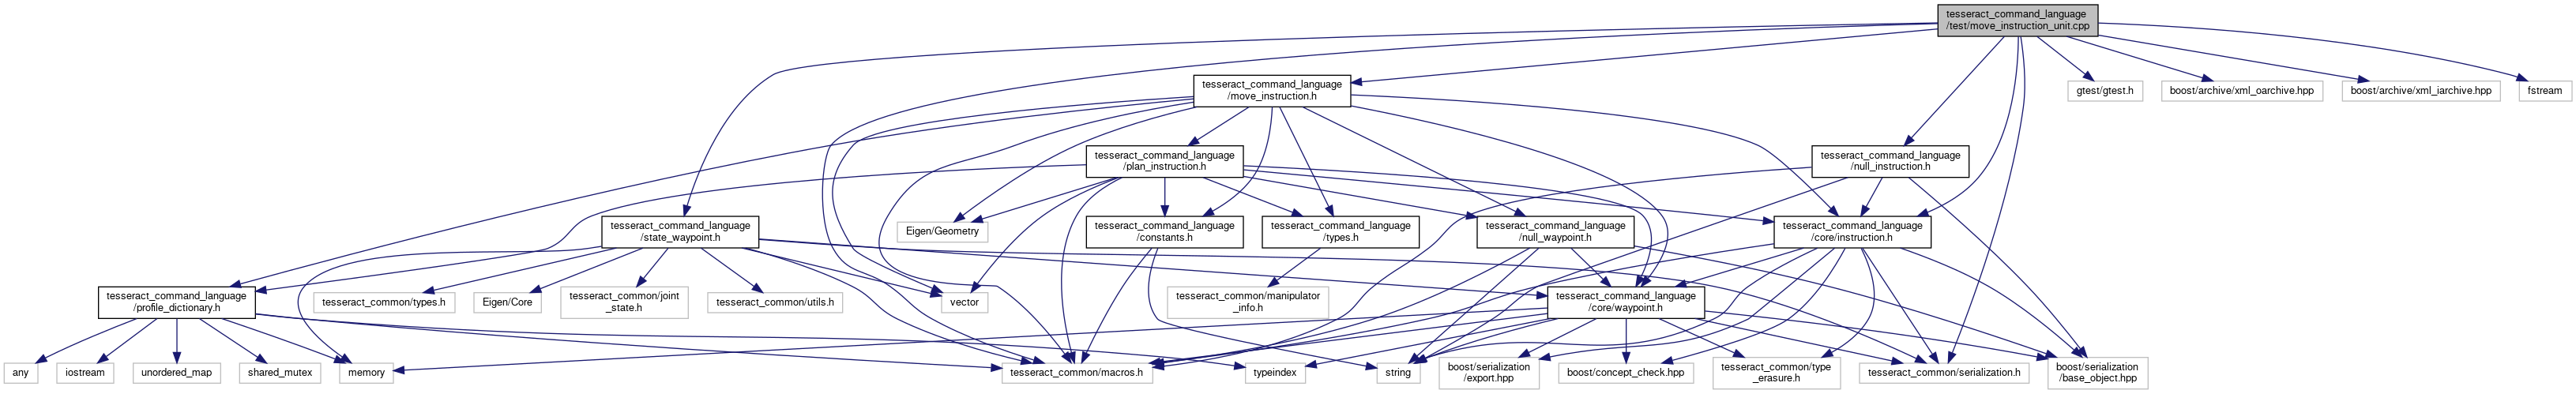 tesseract_command_language
/test/move_instruction_unit.cpp
tesseract_command_language
/move_instruction.h
gtest/gtest.h
boost/archive/xml_oarchive.hpp
boost/archive/xml_iarchive.hpp
fstream
tesseract_command_language
/plan_instruction.h
tesseract_command_language
/null_instruction.h
tesseract_command_language
/state_waypoint.h
Eigen/Geometry
tesseract_command_language
/constants.h
tesseract_command_language
/types.h
tesseract_command_language
/null_waypoint.h
tesseract_command_language
/core/instruction.h
tesseract_command_language
/profile_dictionary.h
tesseract_common/types.h
Eigen/Core
tesseract_common/joint
_state.h
tesseract_common/utils.h
vector
tesseract_common/manipulator
_info.h
tesseract_command_language
/core/waypoint.h
any
iostream
unordered_map
shared_mutex
memory
tesseract_common/macros.h
typeindex
string
boost/serialization
/export.hpp
boost/concept_check.hpp
tesseract_common/type
_erasure.h
tesseract_common/serialization.h
boost/serialization
/base_object.hpp